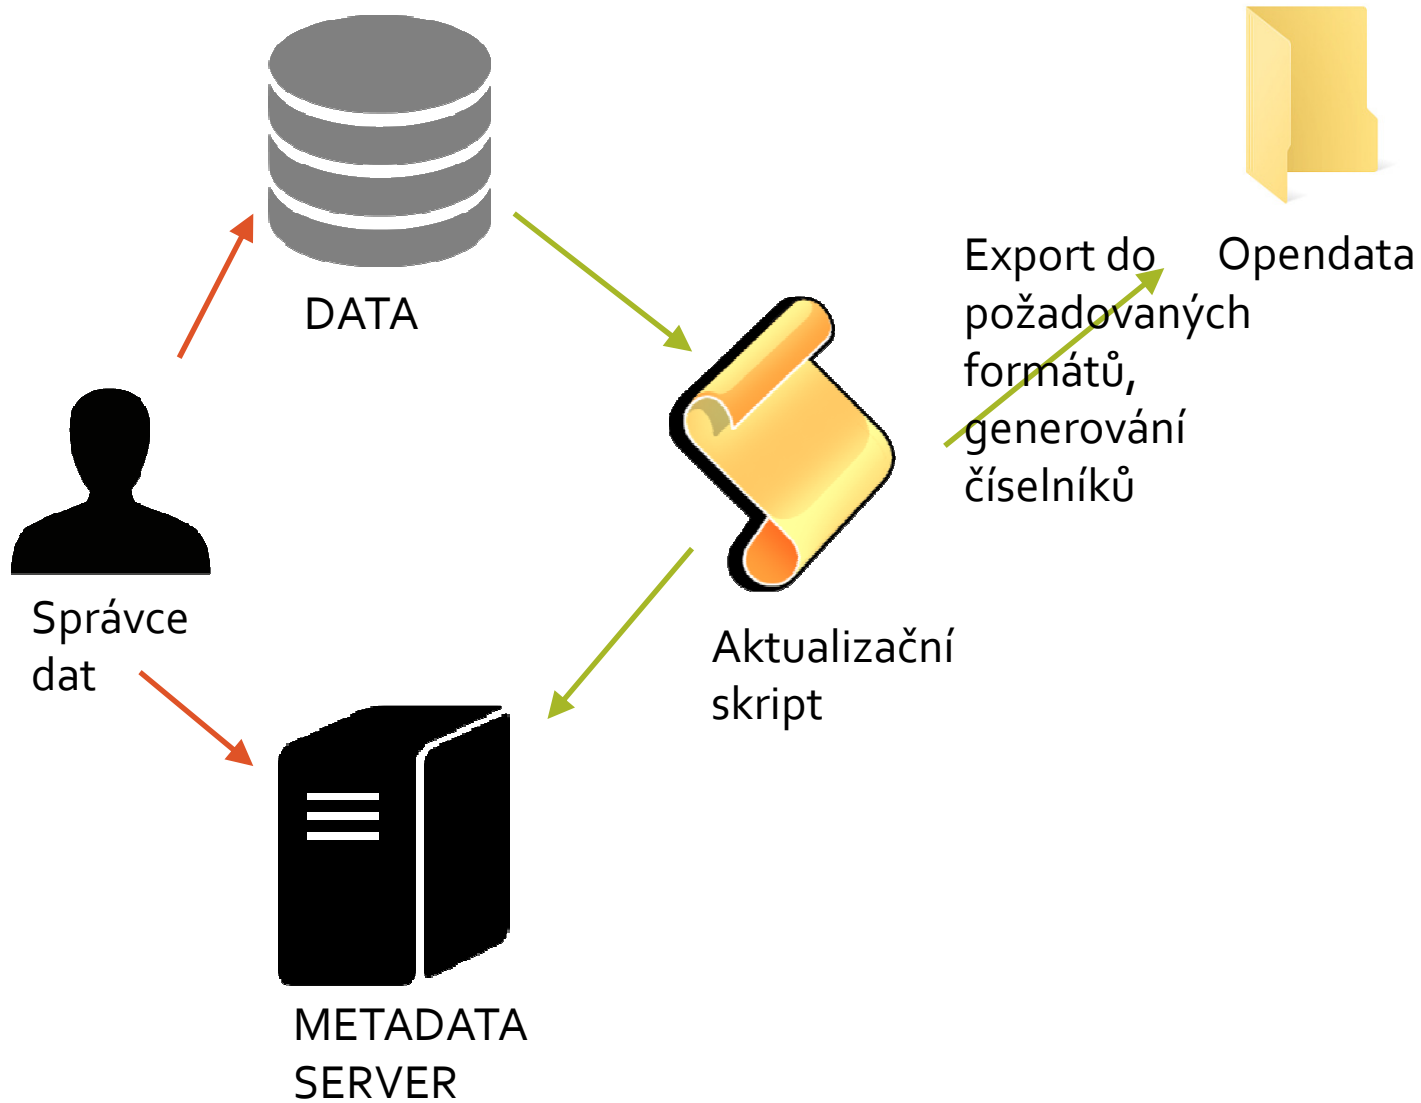 DATA
Export do
požadovaných
formátů,
generování
číselníků
Opendata
Správce
dat
Aktualizační
skript
METADATA
SERVER